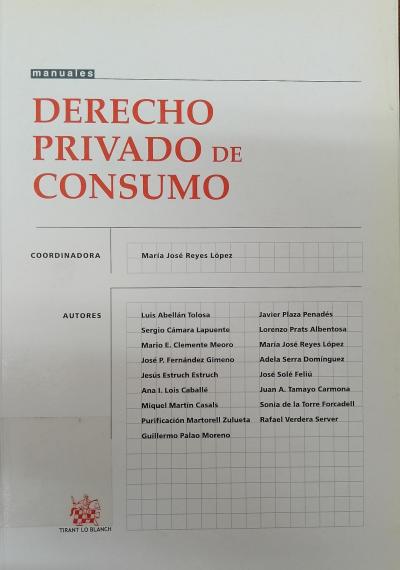 manuales
DERECHO
PRIVADO DE
CONSUMO
COORDINADORA
María José Reyes López
AUTORES
Luis Abellán Tolosa
Sergio Cámara Lapuente
Mario E. Clemente Meoro
José P. Fernández Gimeno
Jesús Estruch Estruch
Ana I. Lois Caballé
Miquel Martín Casals
Purificación Martorell Zulueta
Guillermo Palao Moreno
Javier Plaza Penadés
Lorenzo Prats Albentosa
María José Reyes López
Adela Serra Domínguez
José Solé Feliú
Juan A. Tamayo Carmona
Sonia de la Torre Forcadell
Rafael Verdera Server
TIRANT LO BLANCH